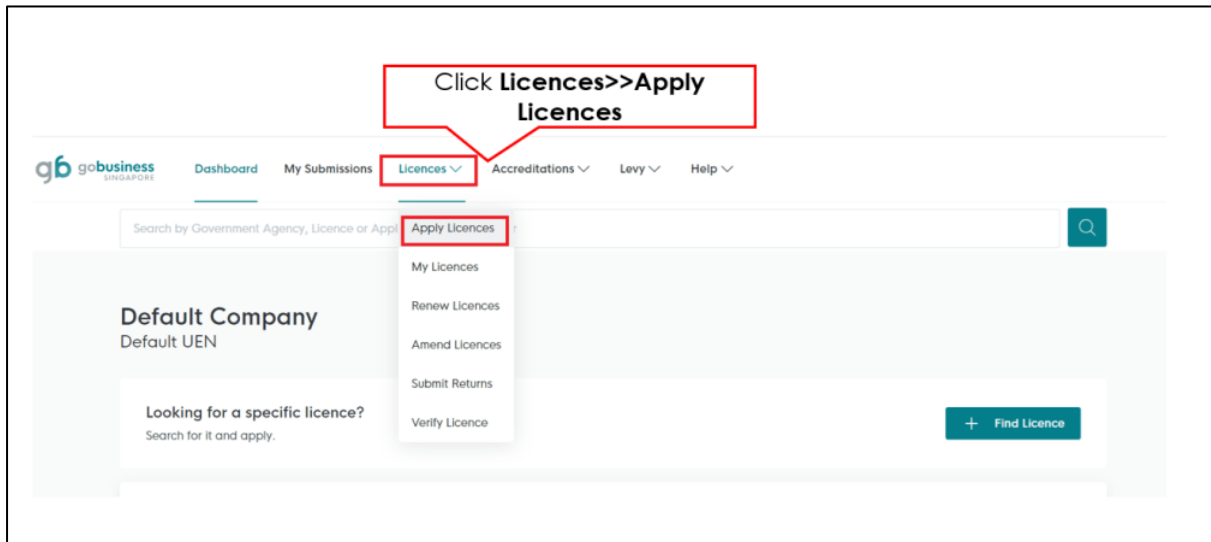 Click Licences>>Apply
Licences
gb gobusiness
SINGAPORE
Dashboard My Submissions Licences Accreditations Levy Help
Search by Government Agency, Licence or Appl
Apply Licences
My Licences
Renew Licences
Amend Licences
Submit Returns
Verify Licence
Default Company
Default UEN
Looking for a specific licence?
Search for it and apply.
+ Find Licence